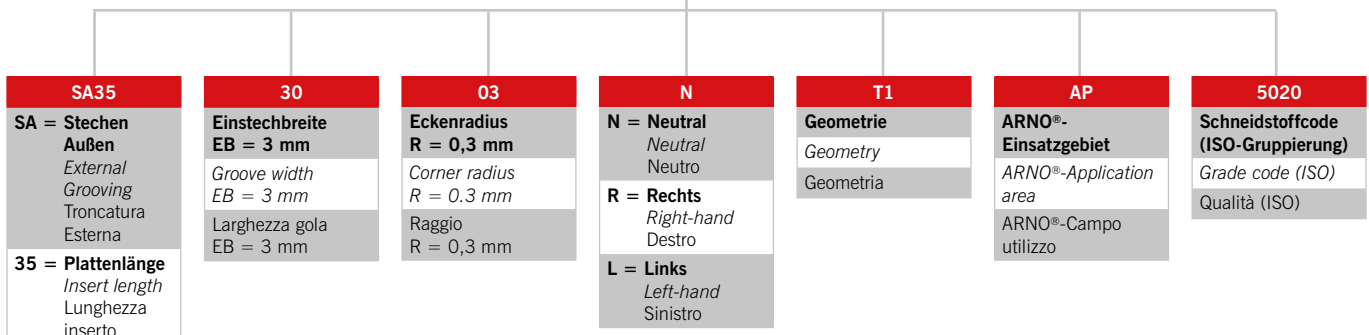 SA35
SA = Stechen
Außen
External
Grooving
Troncatura
Esterna
35 = Plattenlänge
Insert length
Lunghezza
inserto
30
Einstechbreite
EB = 3 mm
Groove width
EB = 3 mm
Larghezza gola
EB = 3 mm
03
Eckenradius
R = 0,3 mm
Corner radius
R = 0.3 mm
Raggio
R = 0,3 mm
N
N = Neutral
Neutral
Neutro
R = Rechts
Right-hand
Destro
L = Links
Left-hand
Sinistro
T1
Geometrie
Geometry
Geometria
AP
ARNO®-
Einsatzgebiet
ARNO®-Application
area
ARNO®-Campo
utilizzo
5020
Schneidstoffcode
(ISO-Gruppierung)
Grade code (ISO)
Qualità (ISO)